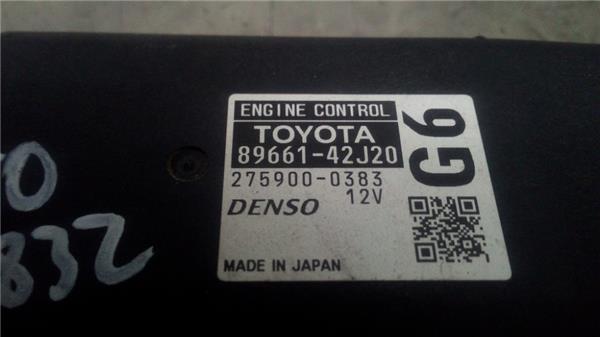 ENGINE CONTROL
TOYOTA
89661-42J20
275900-0383
DENSO 12V
MADE IN JAPAN
G6
832